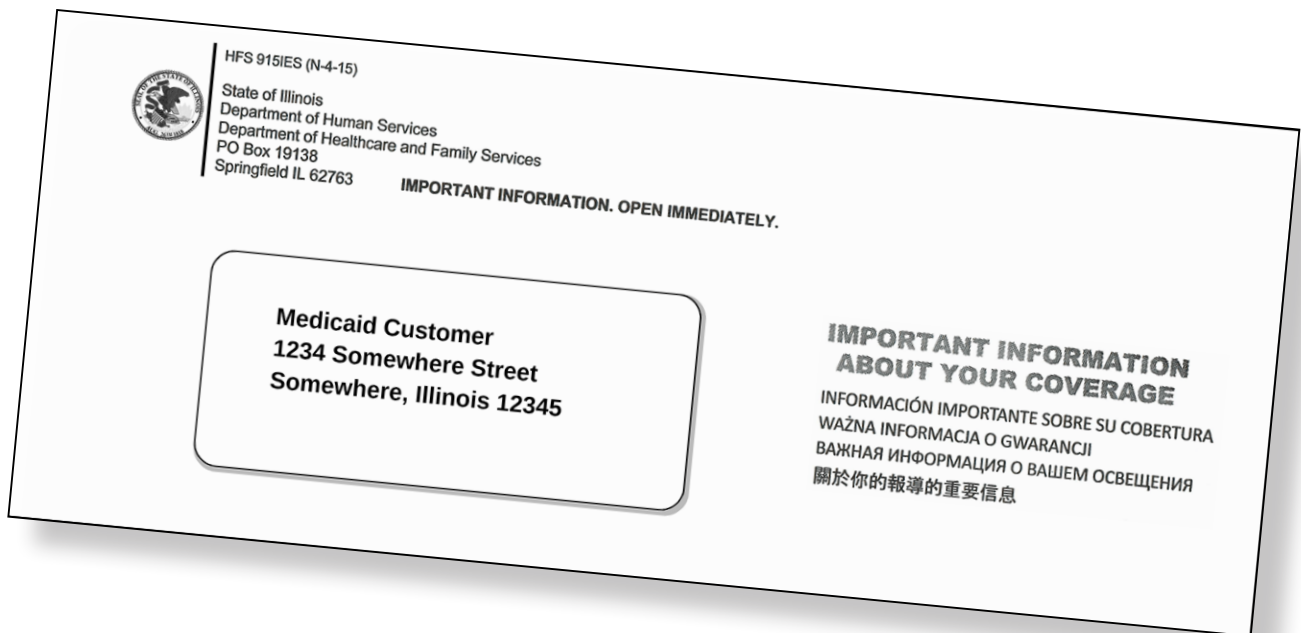 HFS 915IES (N-4-15)
State of Illinois
Department of Human Services
Department of Healthcare and Family Services
PO Box 19138
Springfield IL 62763
IMPORTANT INFORMATION. OPEN IMMEDIATELY.
Medicaid Customer
1234 Somewhere Street
Somewhere, Illinois 12345
IMPORTANT INFORMATION
ABOUT YOUR COVERAGE
INFORMACIÓN IMPORTANTE SOBRE SU COBERTURA
WAŻNA INFORMACJA O GWARANCJI
ВАЖНАЯ ИНФОРМАЦИЯ О ВАШЕМ ОСВЕЩЕНИЯ
關於你的報導的重要信息